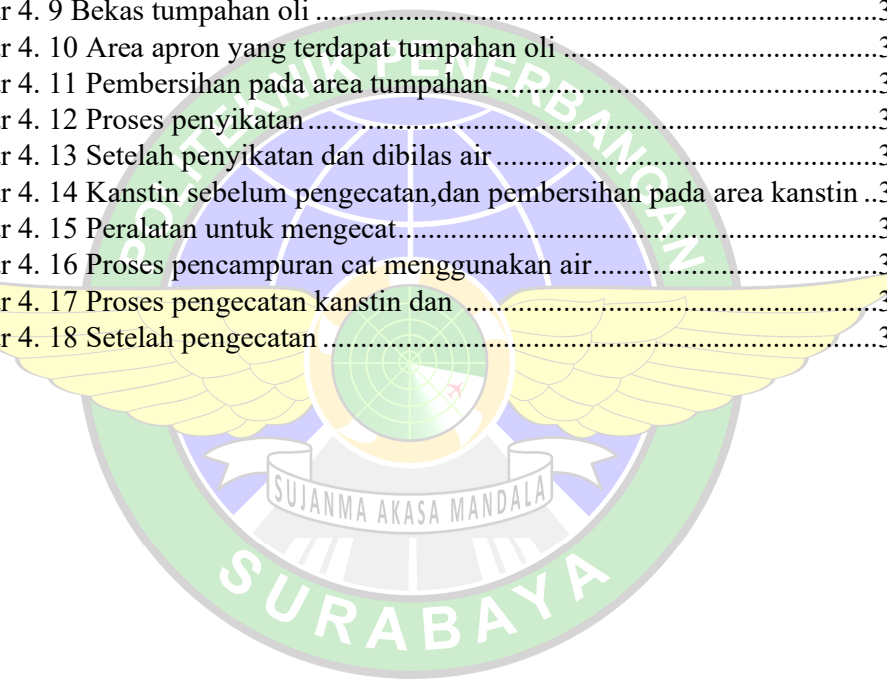 r 4. 9 Bekas tumpahan oli ........................................................................3
r 4. 10 Area apron yang terdapat tumpahan oli ........................................3
r 4. 11 Pembersihan pada area tumpahan .................................................3
r 4. 12 Proses penyikatan..........................................................................3
r 4. 13 Setelah penyikatan dan dibilas air.................................................3
r 4. 14 Kanstin sebelum pengecatan,dan pembersihan pada area kanstin ..3
r 4. 15 Peralatan untuk mengecat..............................................................3
r 4. 16 Proses pencampuran cat menggunakan air....................................3
r 4. 17 Proses pengecatan kanstin dan .....................................................3
r 4. 18 Setelah pengecatan ........................................................................3
POLITEKNIK PENERBANGAN
SUJANMA AKASA MANDALA
SURABAYA